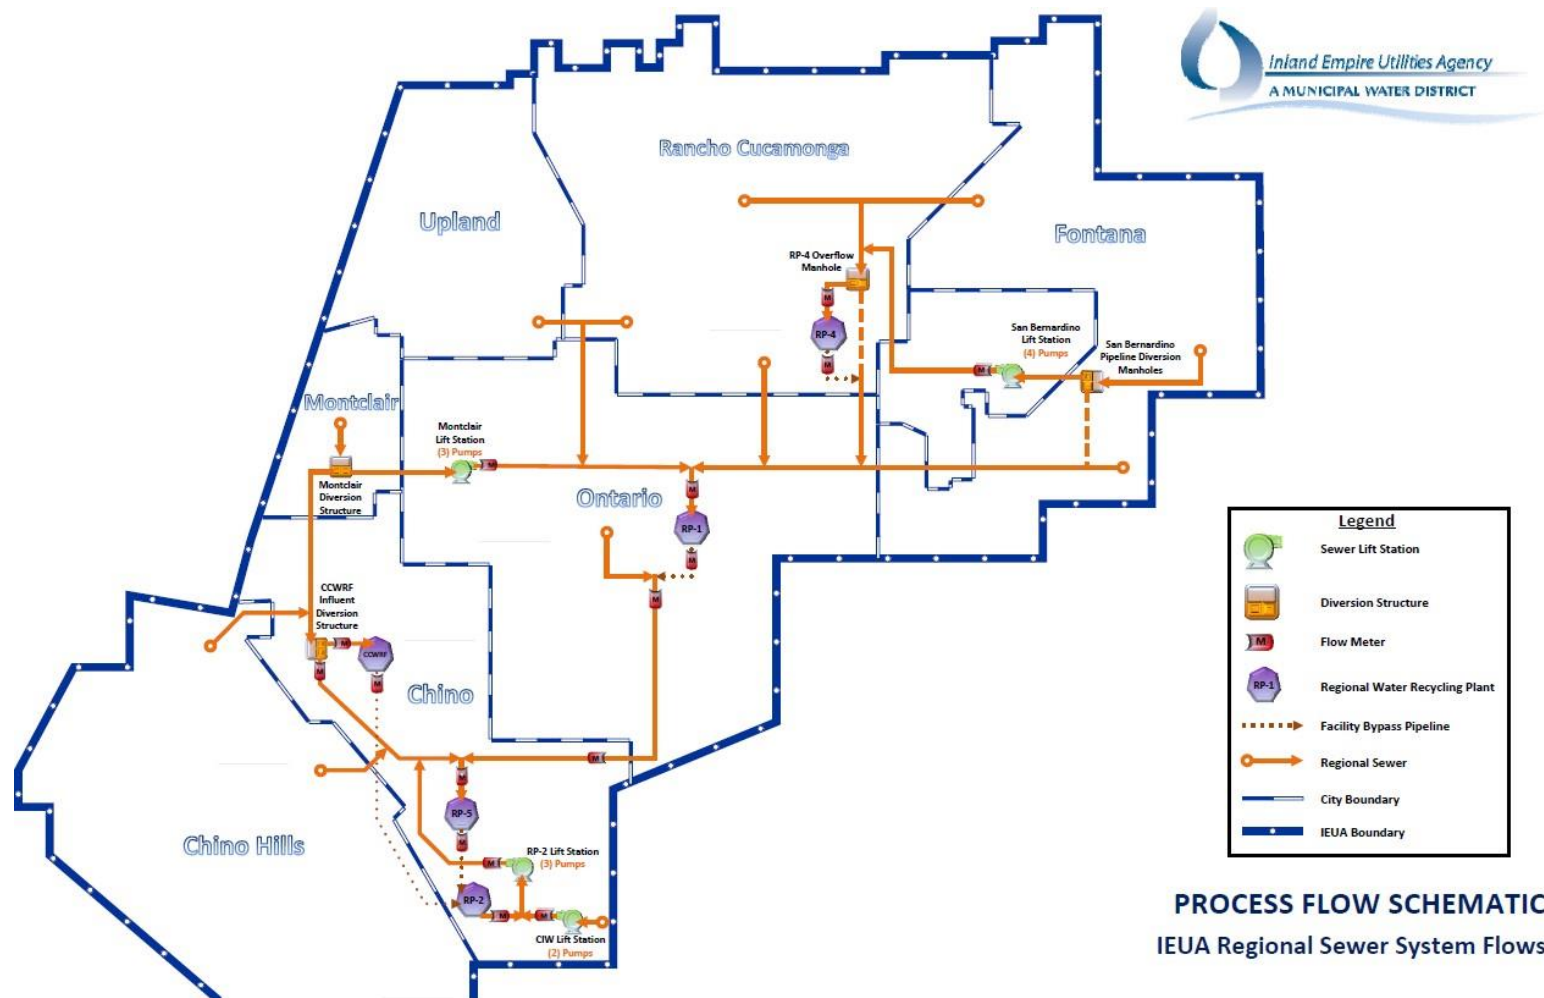 Inland Empire Utilities Agency
A MUNICIPAL WATER DISTRICT
Rancho Cucamonga
Upland
Fontana
RP-4 Overflow
Manhole
M
RP-4
M
San Bernardino
Lift Station
(4) Pumps
M
San Bernardino
Pipeline Diversion
Manholes
Montclair
Montclair
Lift Station
(3) Pumps
M
Montclair
Diversion
Structure
Ontario
M
RP-1
M
M
CCWRF
Influent
Diversion
Structure
M
CCWRF
M
M
Chino
M
M
RP-5
M
Chino Hills
RP-2 Lift Station
(3) Pumps
M
RP-2
M
M
CIW Lift Station
(2) Pumps
Legend
Sewer Lift Station
Diversion Structure
M
Flow Meter
RP-1
Regional Water Recycling Plant
Facility Bypass Pipeline
Regional Sewer
City Boundary
IEUA Boundary
PROCESS FLOW SCHEMATIC
IEUA Regional Sewer System Flows